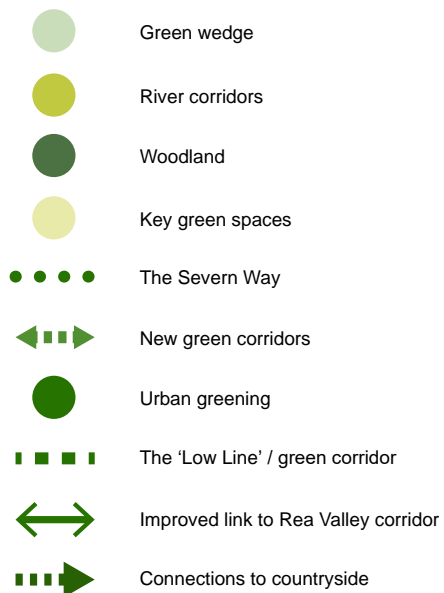 Green wedge
River corridors
Woodland
Key green spaces
The Severn Way
New green corridors
Urban greening
The ‘Low Line’ / green corridor
Improved link to Rea Valley corridor
Connections to countryside